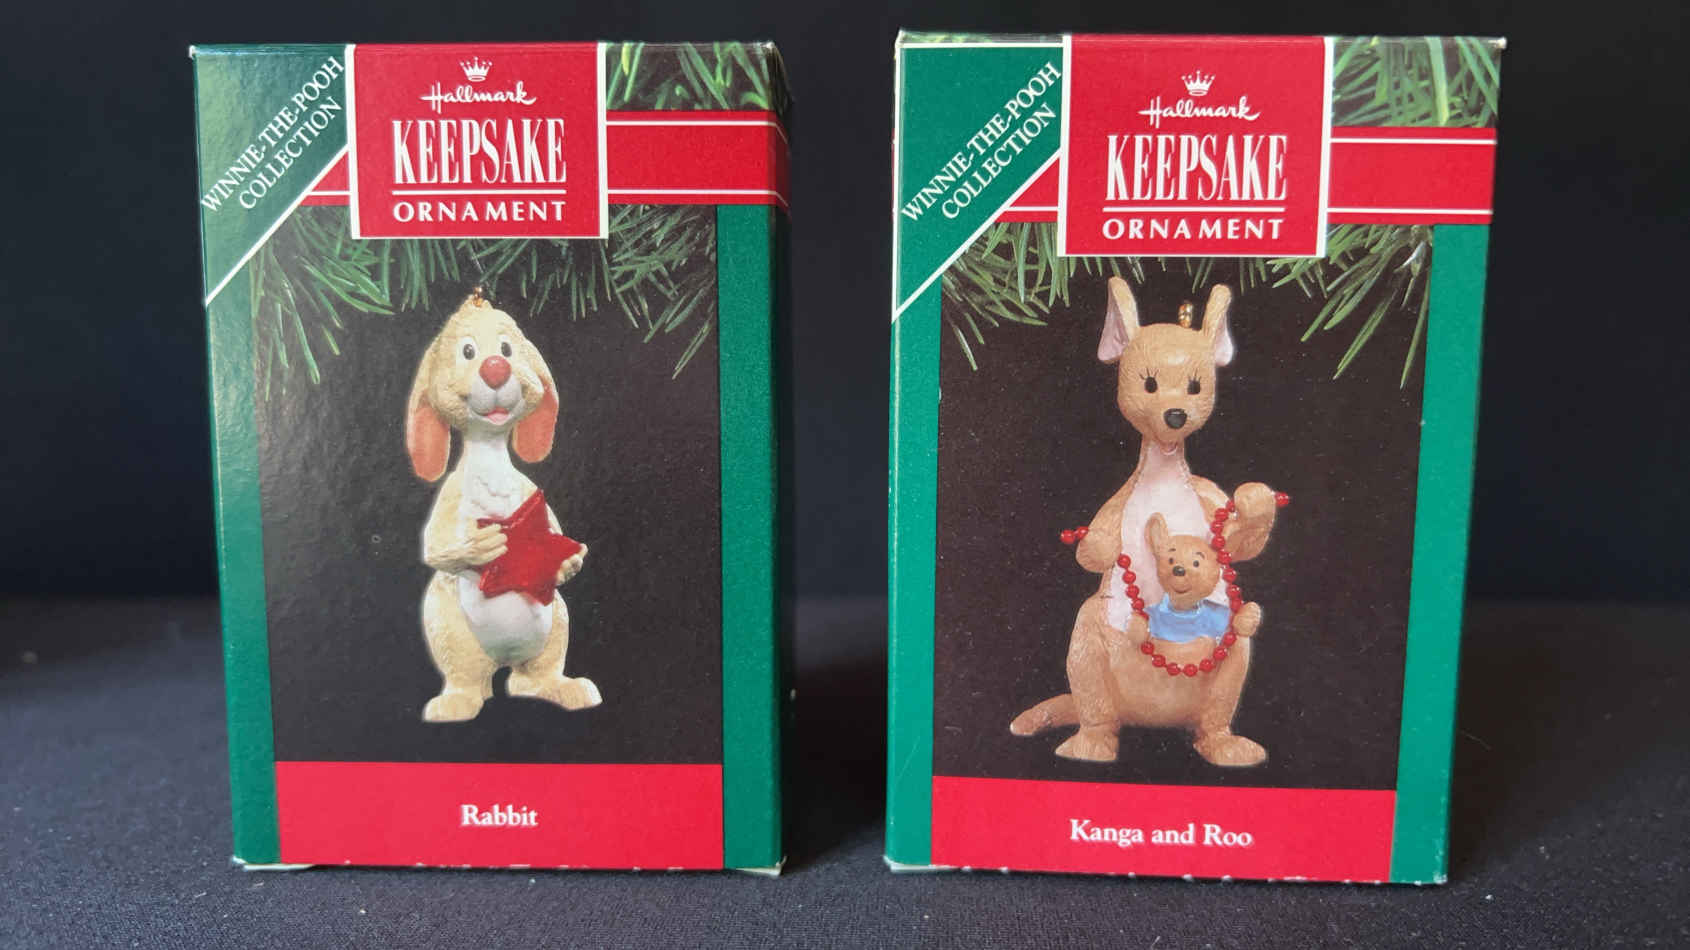 WINNIE-THE-POOH
COLLECTION
Hallmark
KEEPSAKE
ORNAMENT
Rabbit
WINNIE-THE-POOH
COLLECTION
Hallmark
KEEPSAKE
ORNAMENT
Kanga and Roo